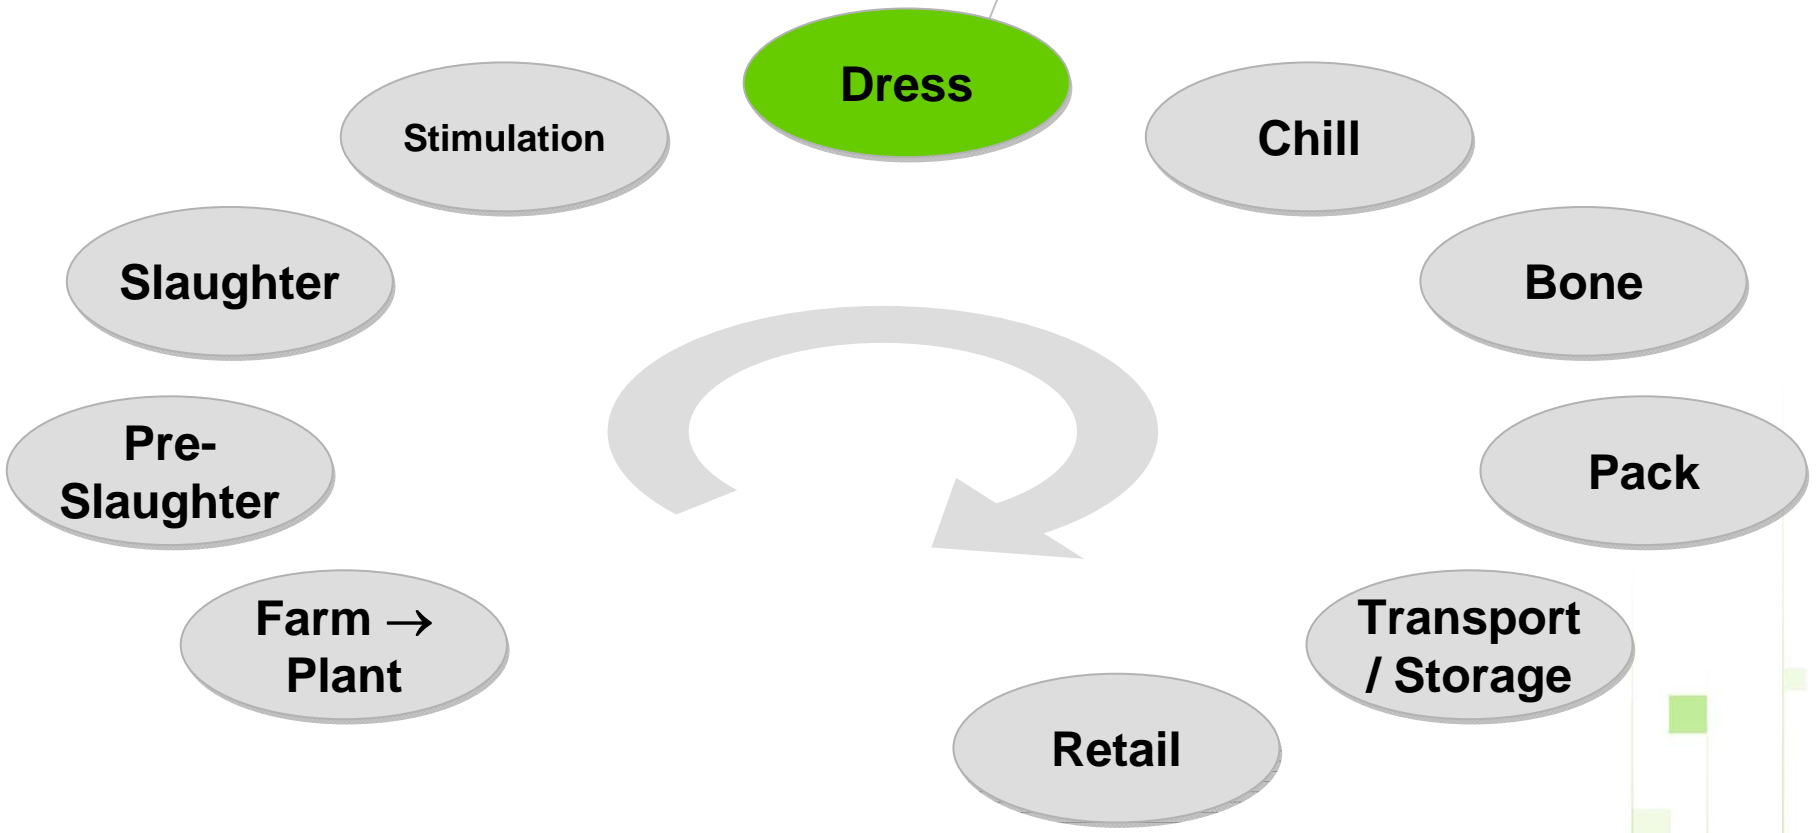 Dress
Stimulation
Chill
Slaughter
Bone
Pre-
Slaughter
Pack
Farm →
Plant
Transport
/ Storage
Retail